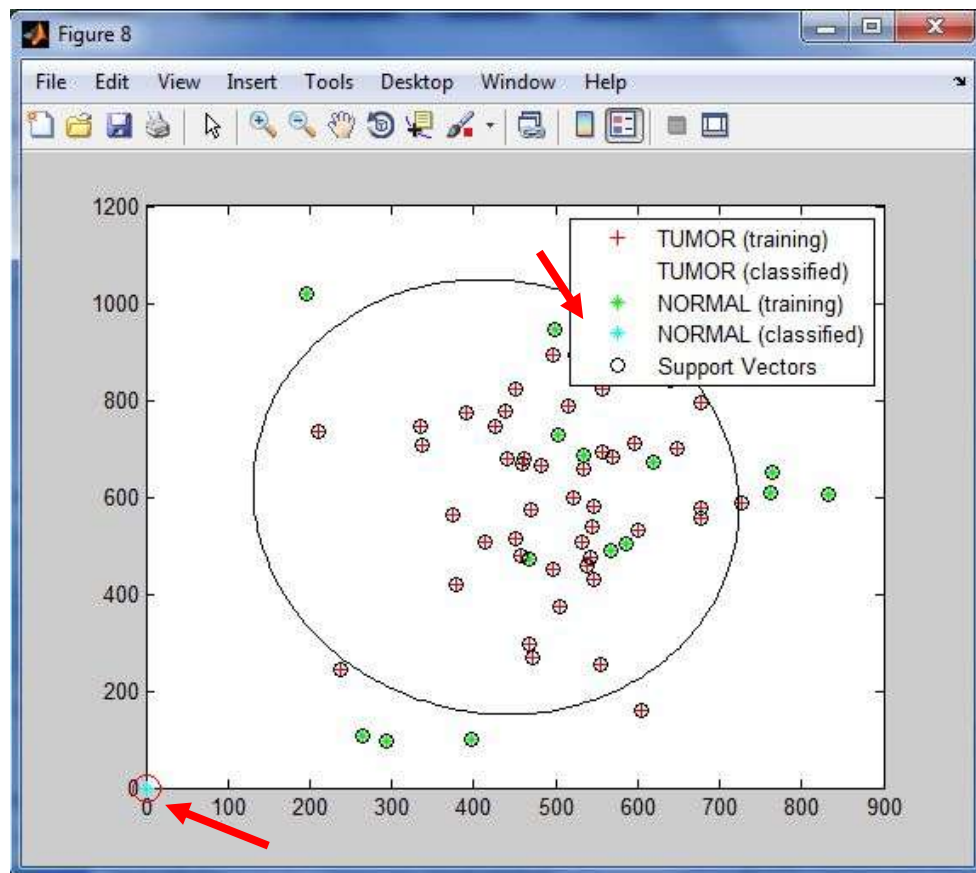 Figure 8
File Edit View Insert Tools Desktop Window Help
1200
1000
800
600
400
200
0
0 100 200 300 400 500 600 700 800 900
TUMOR (training)
TUMOR (classified)
NORMAL (training)
NORMAL (classified)
Support Vectors